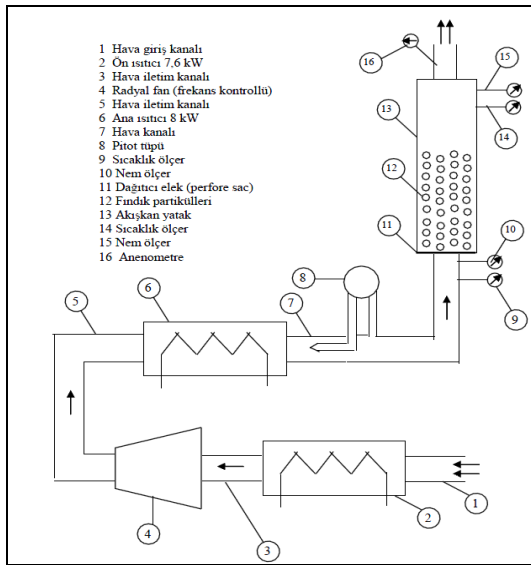 1 Hava giriş kanalı
2 Ön ısıtıcı 7,6 kW
3 Hava iletim kanalı
4 Radyal fan (frekans kontrollü)
5 Hava iletim kanalı
6 Ana ısıtıcı 8 kW
7 Hava kanalı
8 Pitot tüpü
9 Sıcaklık ölçer
10 Nem ölçer
11 Dağıtıcı elek (perfore sac)
12 Fındık partikülleri
13 Akışkan yatak
14 Sıcaklık ölçer
15 Nem ölçer
16 Anenometre
16
15
13
14
12
11
10
9
8
7
6
5
4
3
2
1